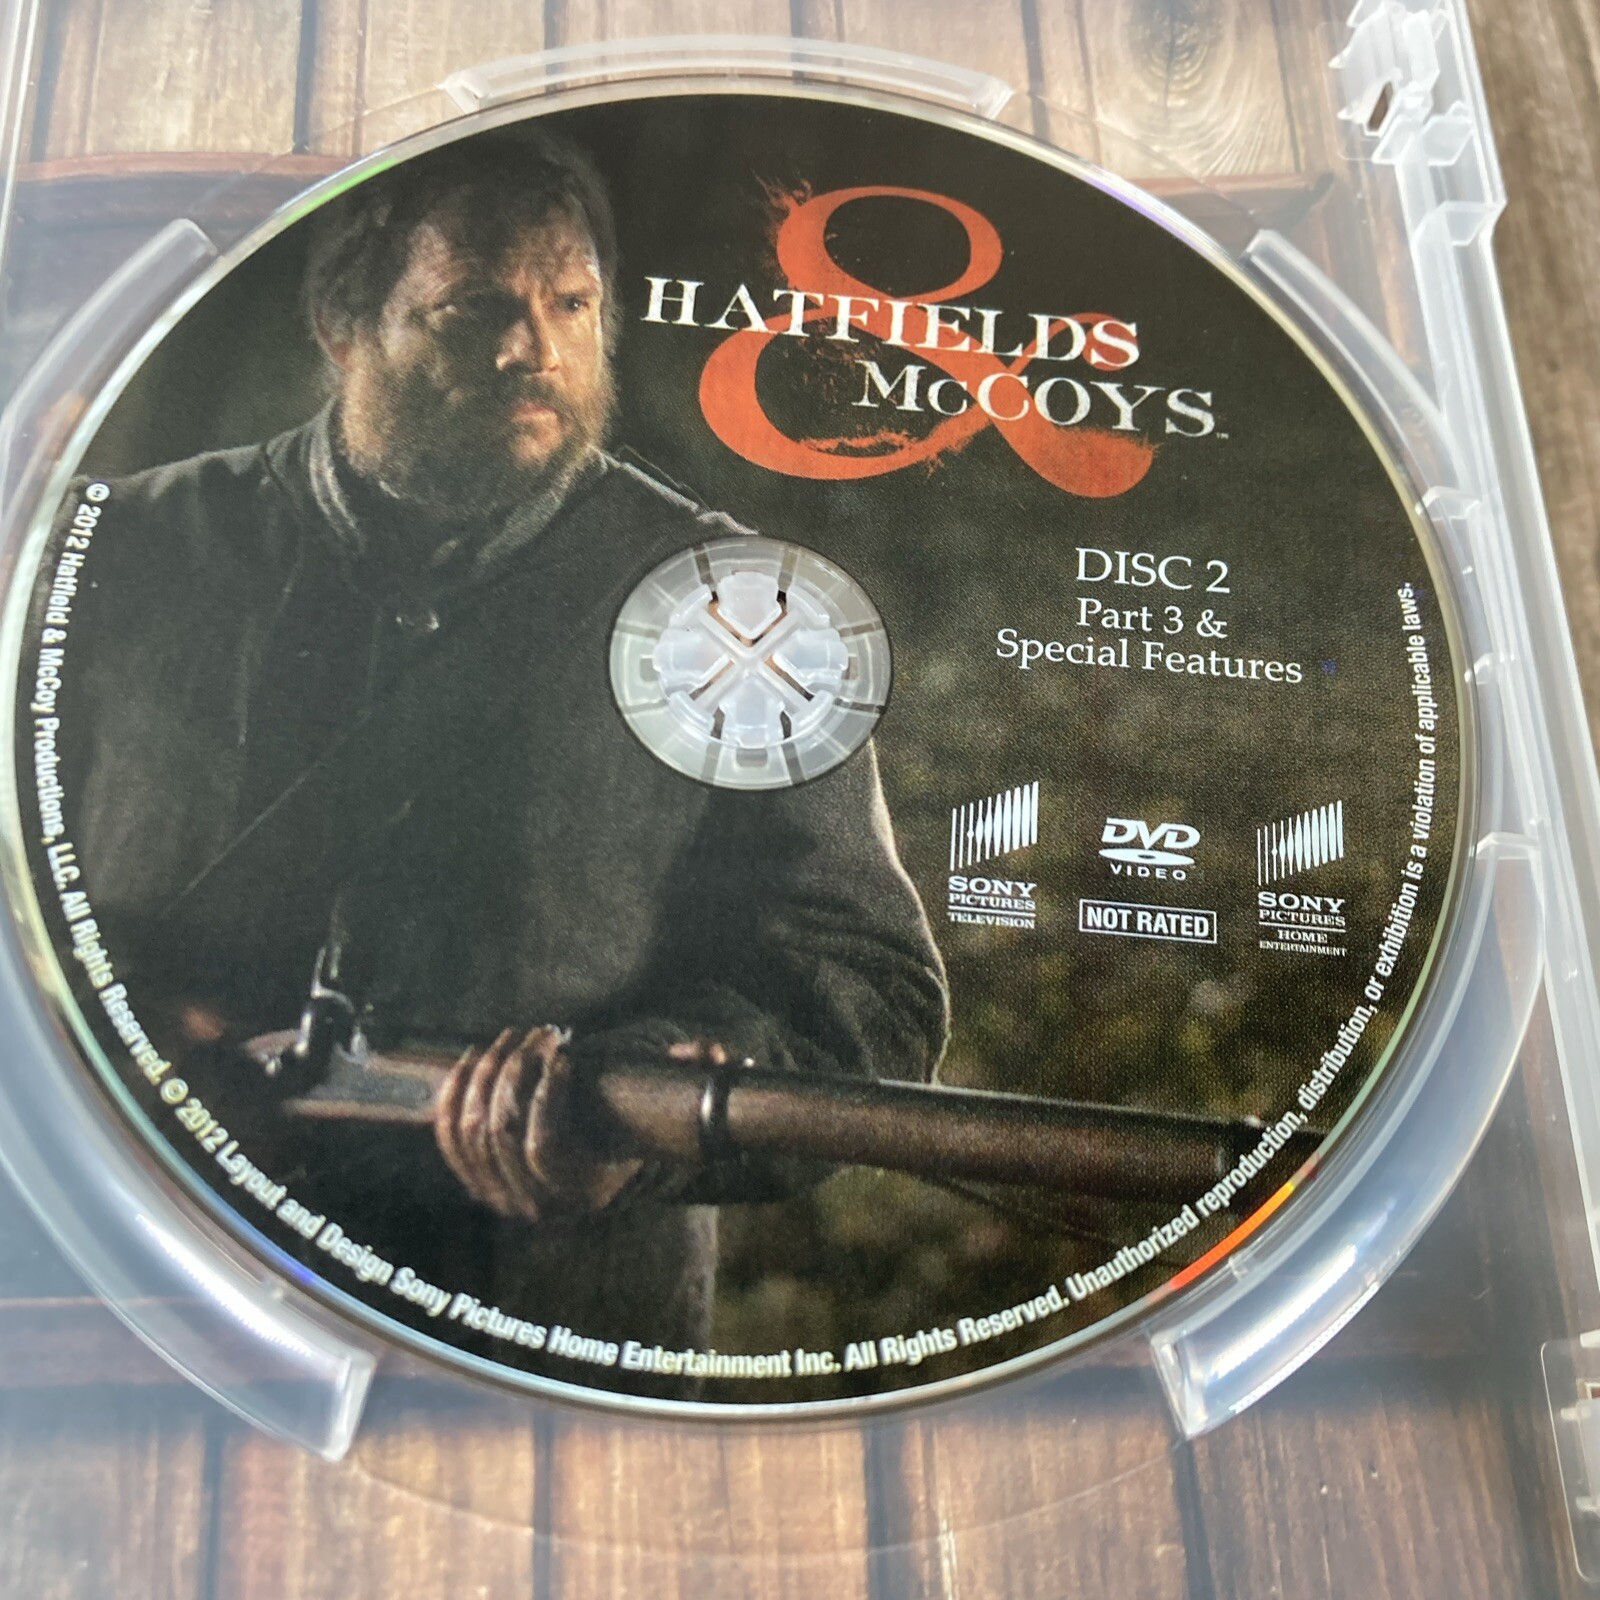 HATFIELDS
&
McCOYS™
DISC 2
Part 3 &
Special Features
SONY
PICTURES
TELEVISION
DVD
VIDEO
NOT RATED
SONY
PICTURES
HOME
ENTERTAINMENT
© 2012 Hatfield & McCoy Productions, LLC. All Rights Reserved. © 2012 Layout and Design Sony Pictures Home Entertainment Inc. All Rights Reserved. Unauthorized reproduction, distribution, or exhibition is a violation of applicable laws.